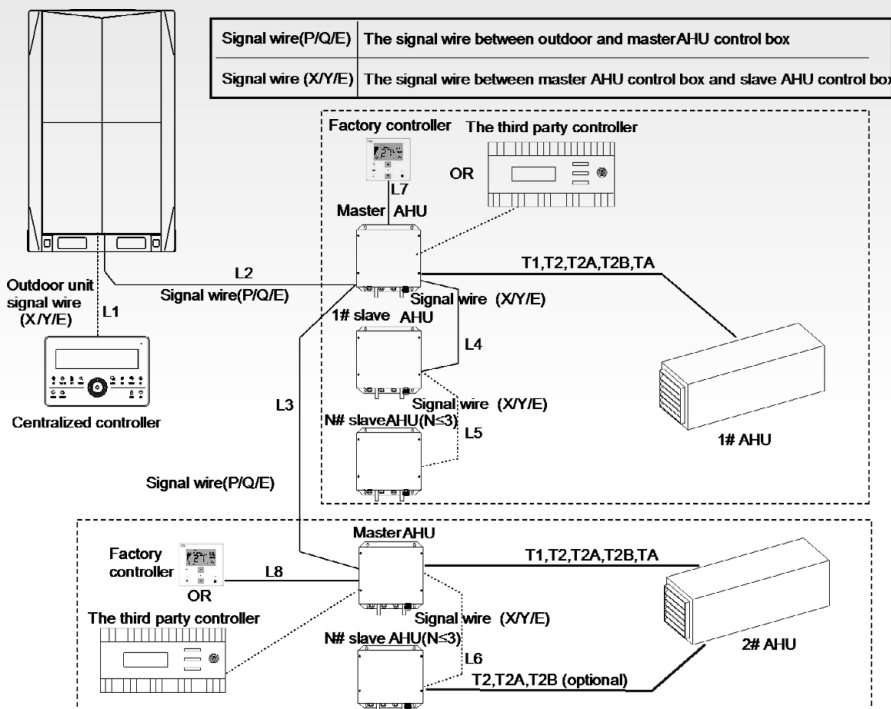 Signal wire(P/Q/E) The signal wire between outdoor and masterAHU control box
Signal wire (X/Y/E) The signal wire between master AHU control box and slave AHU control box
Factory controller
The third party controller
OR
L7
Master AHU
L2
Signal wire(P/Q/E)
T1,T2,T2A,T2B,TA
Outdoor unit
signal wire
(X/Y/E)
L1
Signal wire (X/Y/E)
1# slave AHU
L4
L3
Signal wire (X/Y/E)
N# slaveAHU(N≤3)
L5
Centralized controller
1# AHU
Signal wire(P/Q/E)
MasterAHU
Factory
controller
T1,T2,T2A,T2B,TA
L8
OR
The third party controller
Signal wire (X/Y/E)
N# slave AHU(N≤3)
L6
2# AHU
T2,T2A,T2B (optional)